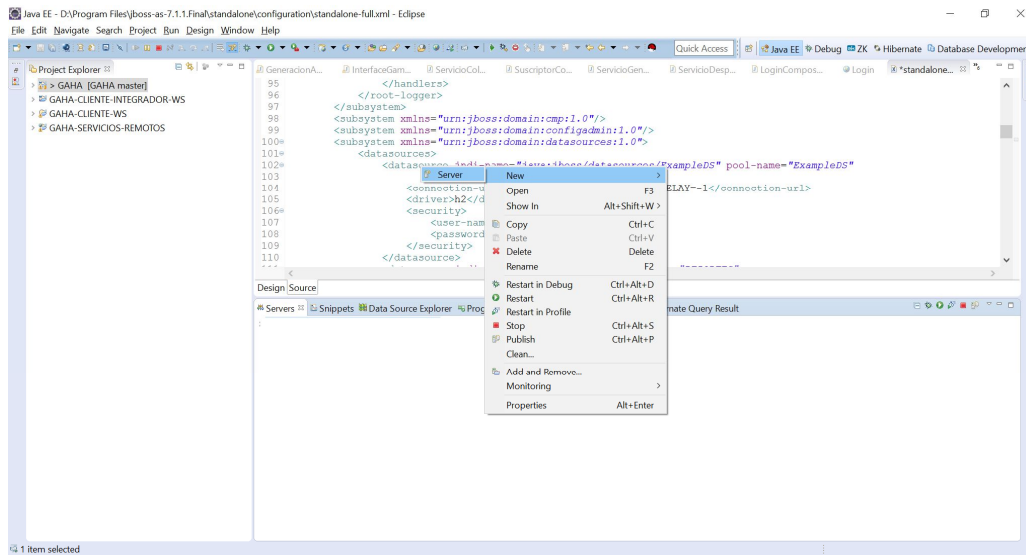 Java EE - D:\Program Files\jboss-as-7.1.1.Final\standalone\configuration\standalone-full.xml - Eclipse
File Edit Navigate Search Project Run Design Window Help
Quick Access Java EE Debug ZK Hibernate Database Developmen
Project Explorer
> GAHA [GAHA master]
GAHA-CLIENTE-INTEGRADOR-WS
GAHA-CLIENTE-WS
GAHA-SERVICIOS-REMOTOS
GeneracionA... InterfaceGam... ServicioCol... SuscriptorCo... ServicioGen... ServicioDesp... LoginCompos... Login *standalone...
95 </handlers>
96 </root-logger>
97 </subsystem>
98 <subsystem xmlns="urn:jboss:domain:cmp:1.0"/>
99 <subsystem xmlns="urn:jboss:domain:configadmin:1.0"/>
100 <subsystem xmlns="urn:jboss:domain:datasources:1.0">
101 <datasources>
102 <datasource jndi-name="java:jboss/datasources/ExampleDS" pool-name="ExampleDS"
103
104 <connection-u ELAY=-1</connection-url>
105 <driver>h2</d
106 <security>
107 <user-nam
108 <password
109 </security>
110 </datasource>
Design Source
Server
New
Open F3
Show In Alt+Shift+W >
Copy Ctrl+C
Paste Ctrl+V
Delete Delete
Rename F2
Restart in Debug Ctrl+Alt+D
Restart Ctrl+Alt+R
Restart in Profile
Stop Ctrl+Alt+S
Publish Ctrl+Alt+P
Clean...
Add and Remove...
Monitoring
Properties Alt+Enter
Servers Snippets Data Source Explorer Prog mate Query Result
1 item selected